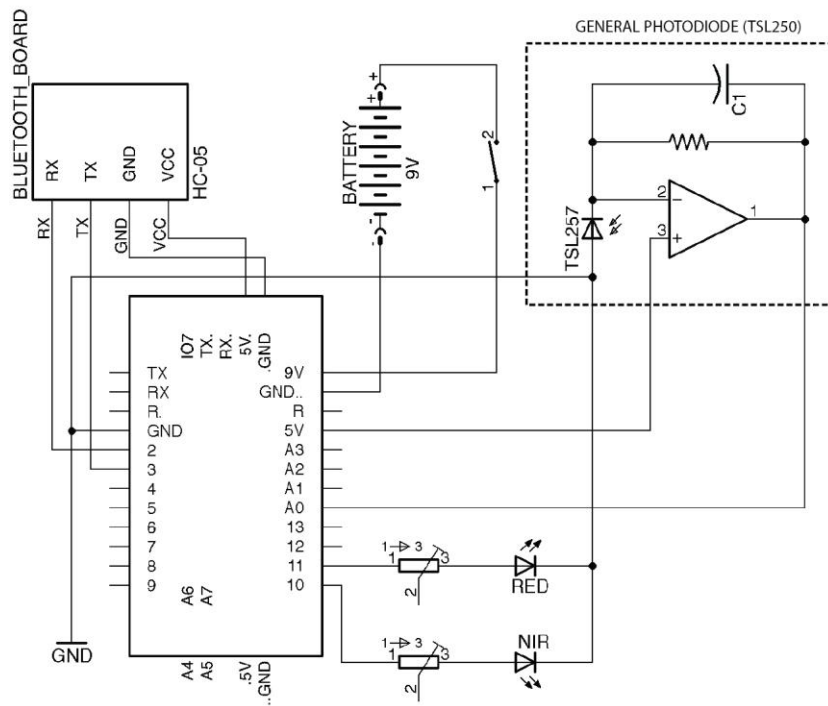 GENERAL PHOTODIODE (TSL250)
BLUETOOTH_BOARD
RX
TX
GND
VCC
HC-05
RX
TX
GND
VCC
+
+
BATTERY
9V
-
-
2
1
C1
TSL257
2
-
3
+
1
IO7
TX.
RX.
5V.
.GND
TX
RX
R.
GND
2
3
4
5
6
7
8
9
9V
GND..
R
5V
A3
A2
A1
A0
13
12
11
10
A6
A7
A4
A5
.5V
..GND
GND
1 3
1
3
2
RED
1 3
1
3
2
NIR